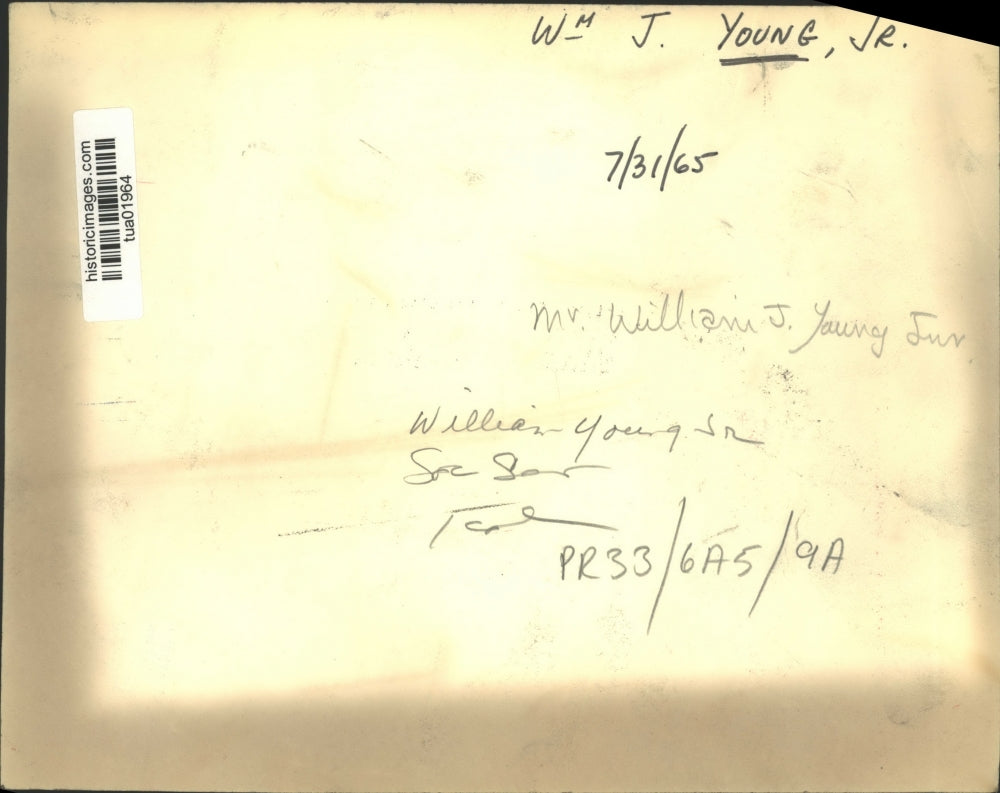 Wᴹ J. YOUNG, JR.
historicimages.com
tua01964
7/31/65
Mr. William J. Young Jur.
William Young Jr
Soc
PR33/6A5/9A